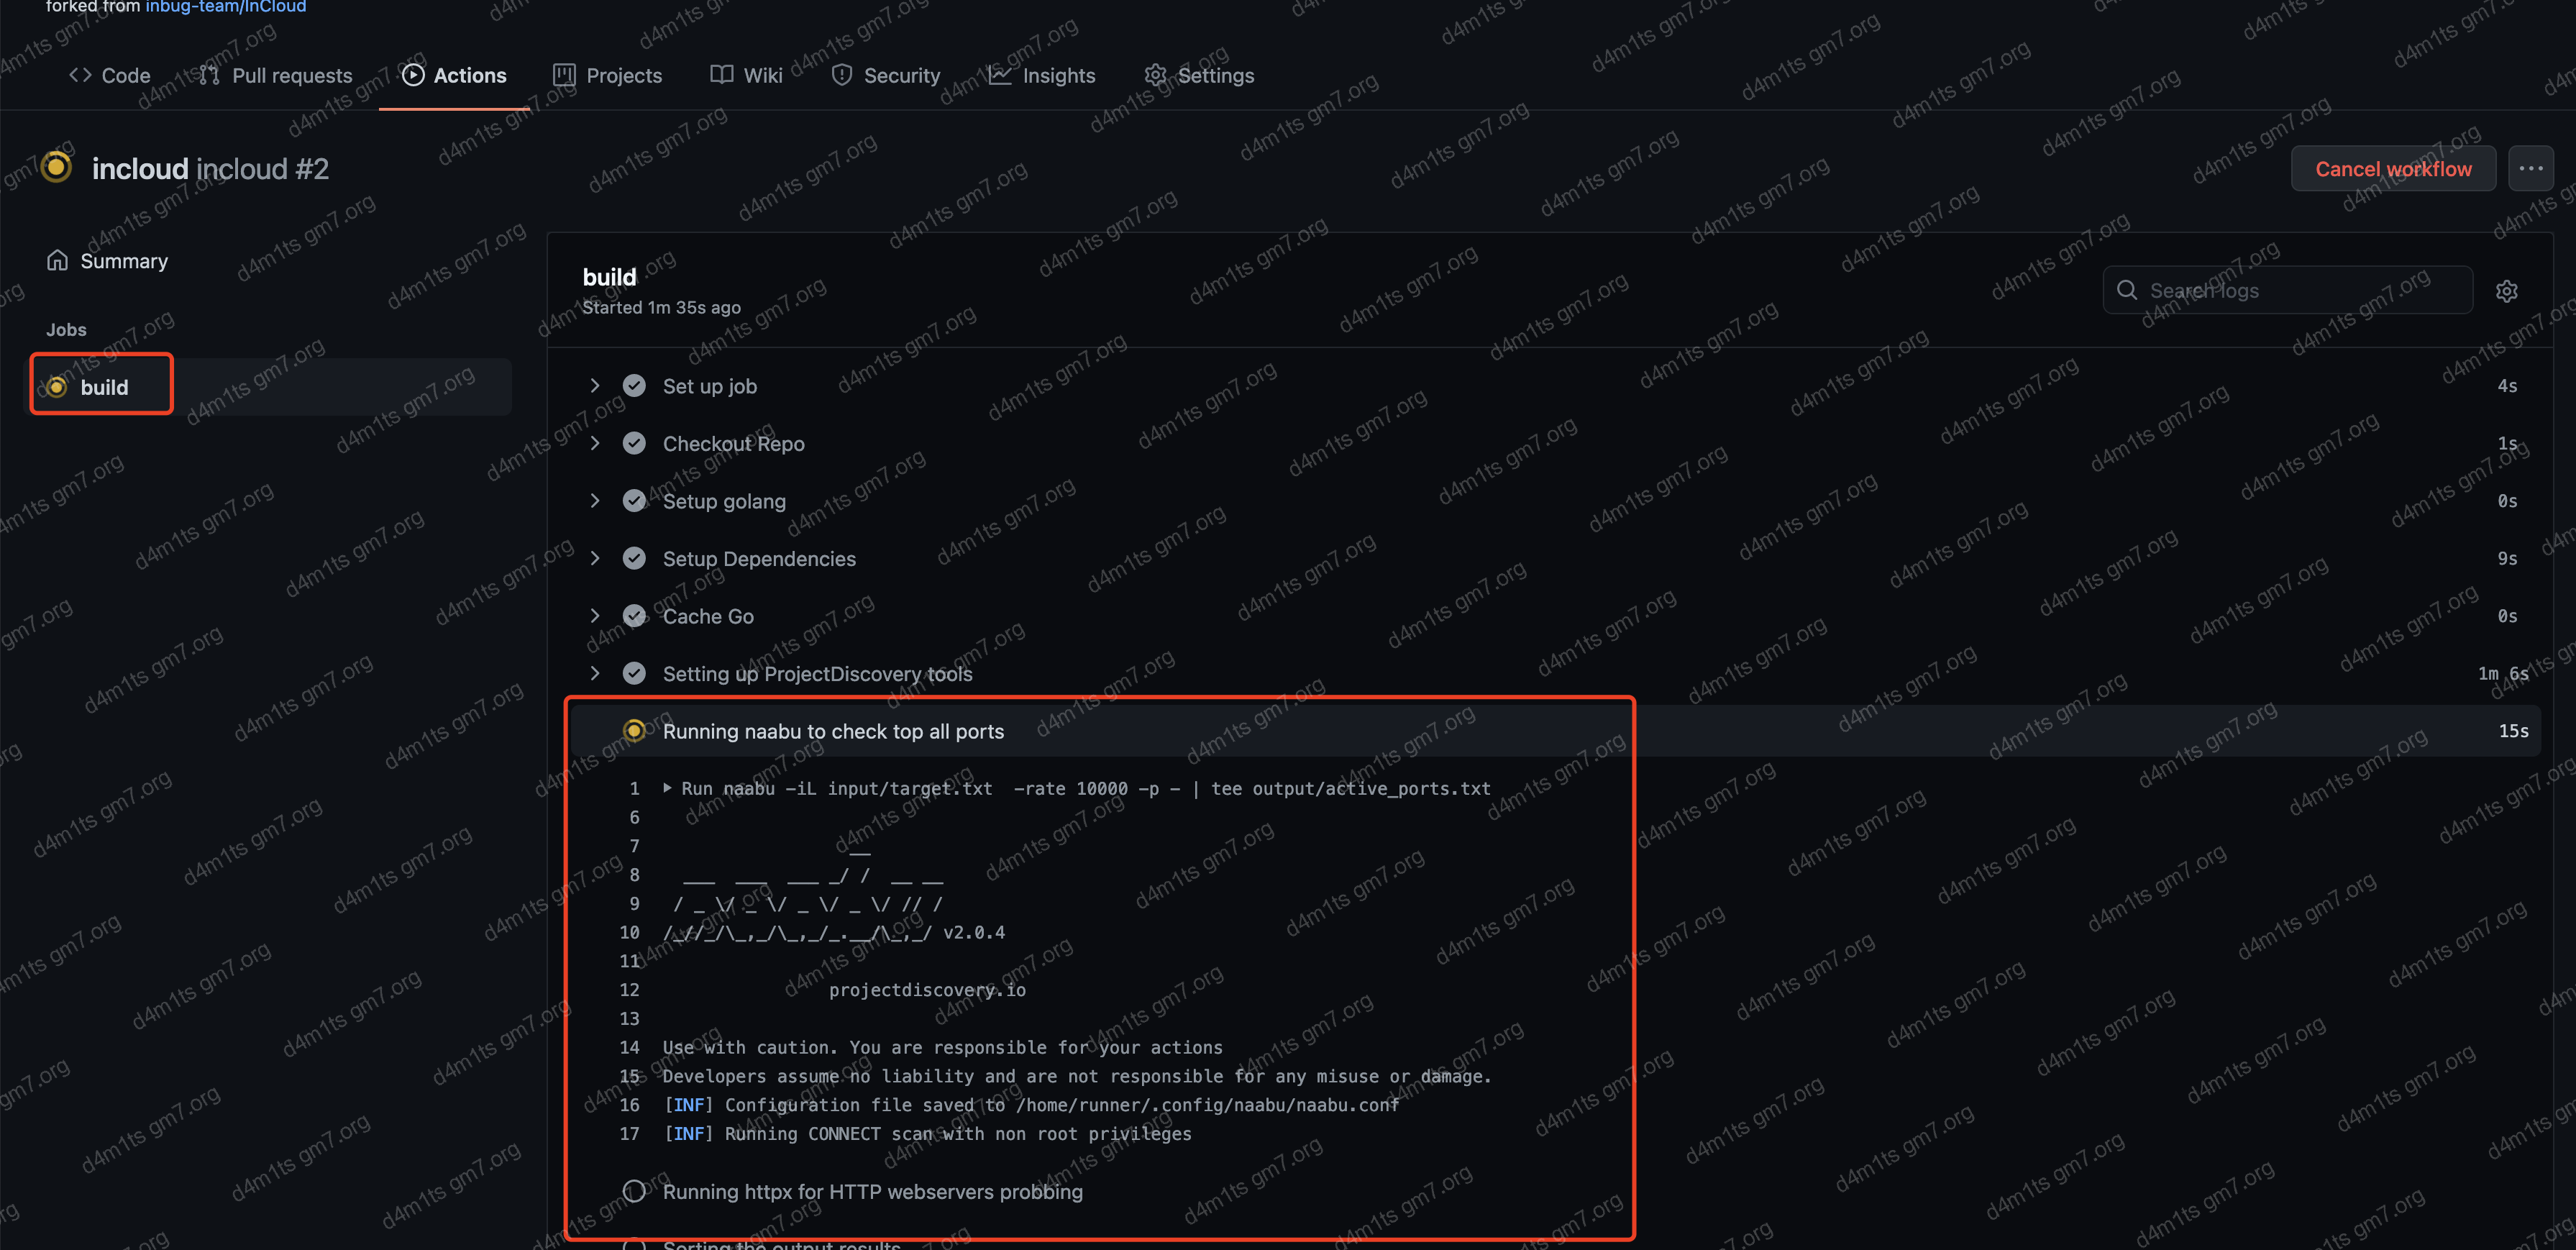 forked from inbug-team/InCloud
Code
Pull requests
Actions
Projects
Wiki
Security
Insights
Settings
incloud incloud #2
Cancel workflow
Summary
build
Started 1m 35s ago
Search logs
Jobs
build
Set up job 4s
Checkout Repo 1s
Setup golang 0s
Setup Dependencies 9s
Cache Go 0s
Setting up ProjectDiscovery tools 1m 6s
Running naabu to check top all ports 15s
1 Run naabu -iL input/target.txt  -rate 10000 -p - | tee output/active_ports.txt
6
7                   __
8   ___  ___  ___ _/ /  __ __
9  / _ \/ _ \/ _ \/ _ \/ // /
10 /_//_/\_,_/\_,_/_.__/\_,_/ v2.0.4
11
12 projectdiscovery.io
13
14 Use with caution. You are responsible for your actions
15 Developers assume no liability and are not responsible for any misuse or damage.
16 [INF] Configuration file saved to /home/runner/.config/naabu/naabu.conf
17 [INF] Running CONNECT scan with non root privileges
Running httpx for HTTP webservers probbing
Sorting the output results
d4m1ts gm7.org